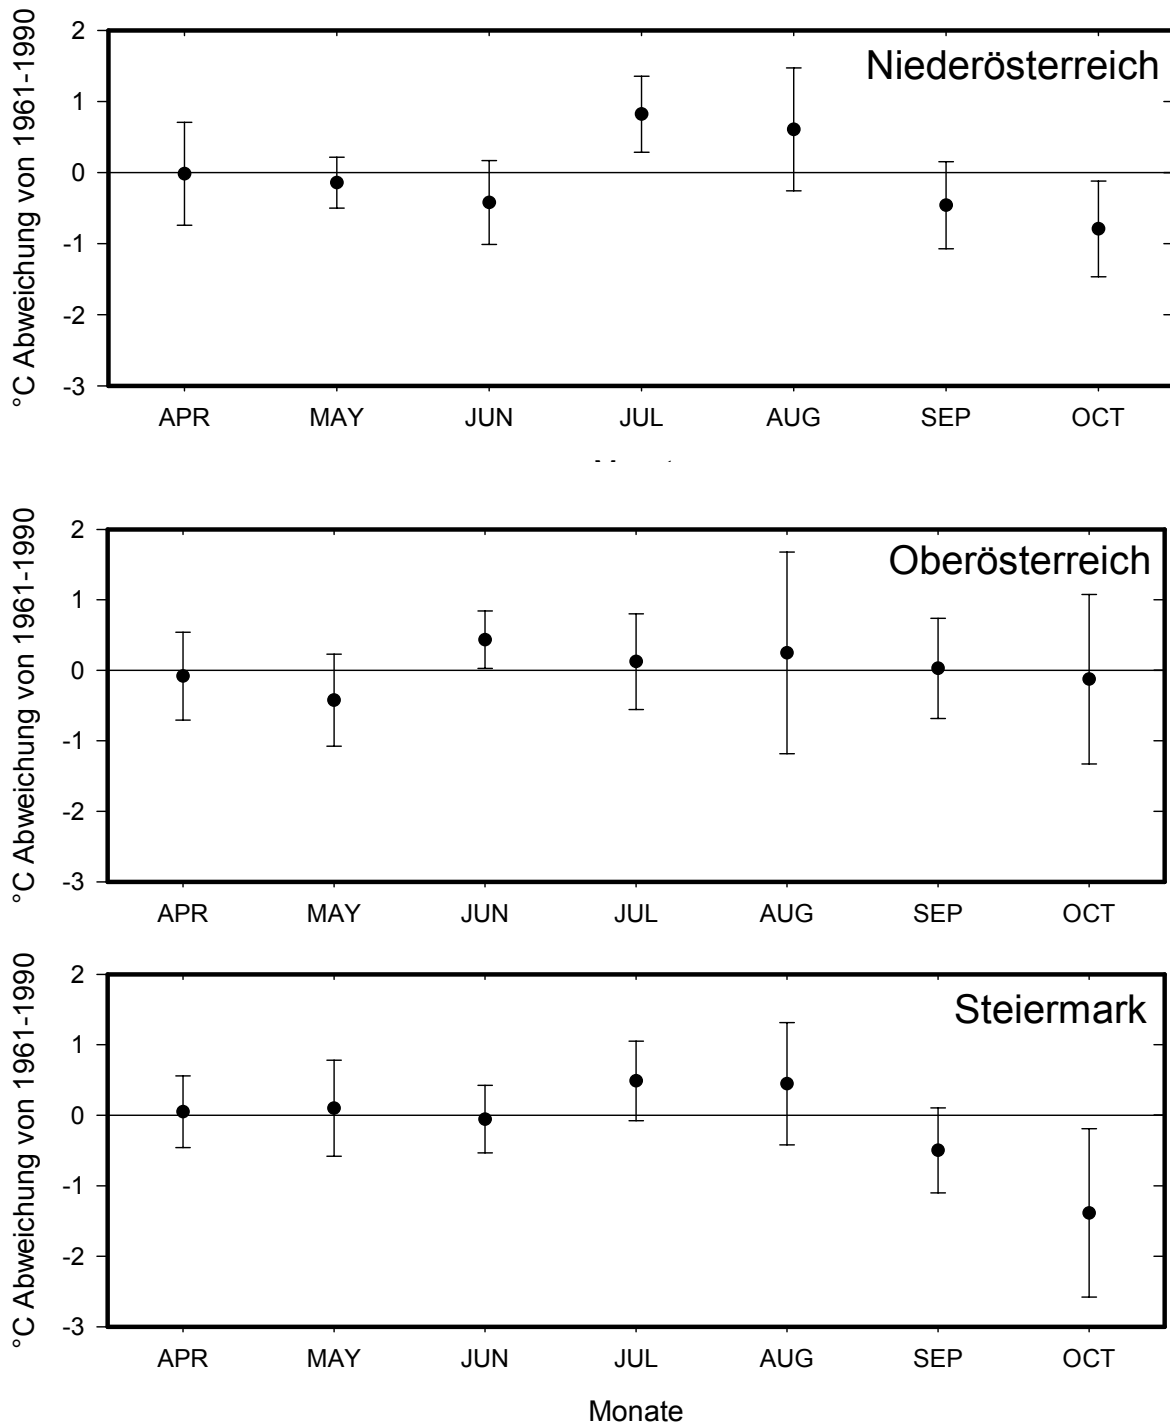 °C Abweichung von 1961-1990
Niederösterreich
2
1
0
-1
-2
-3
APR MAY JUN JUL AUG SEP OCT
°C Abweichung von 1961-1990
Oberösterreich
2
1
0
-1
-2
-3
APR MAY JUN JUL AUG SEP OCT
°C Abweichung von 1961-1990
Steiermark
2
1
0
-1
-2
-3
APR MAY JUN JUL AUG SEP OCT
Monate